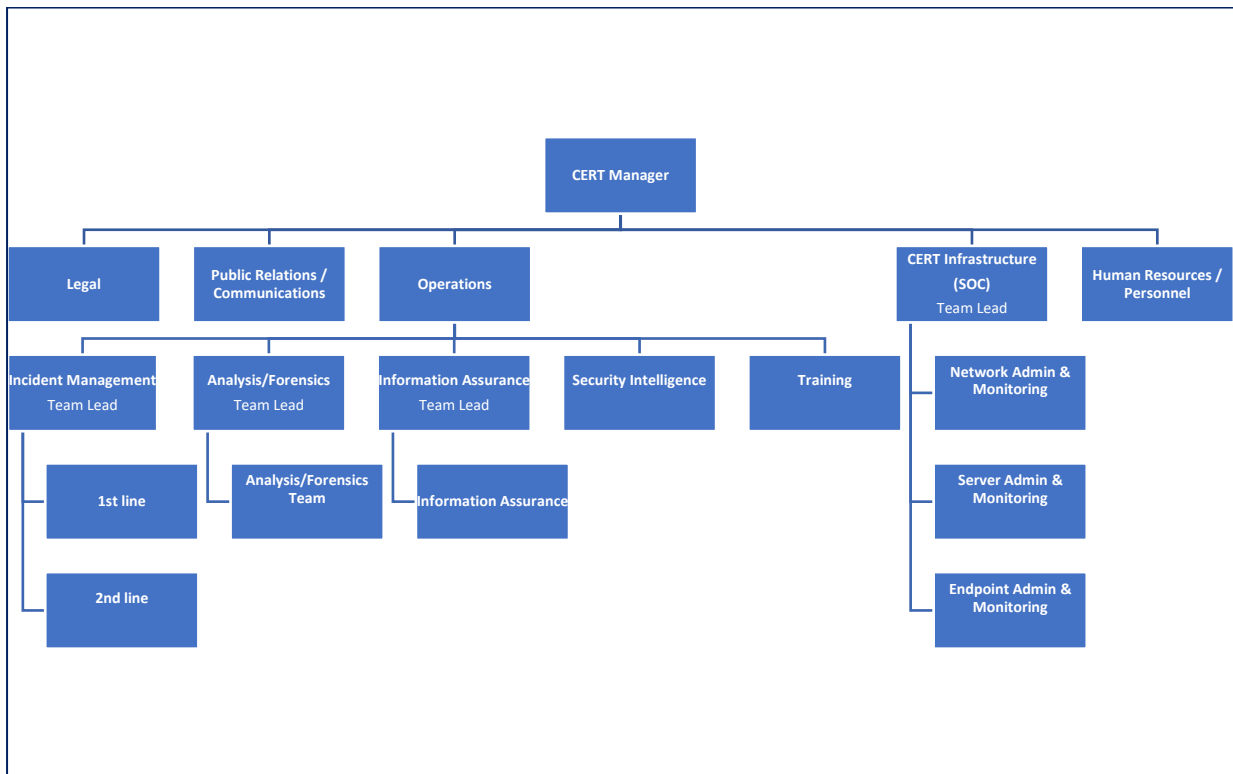 CERT Manager
Legal
Public Relations /
Communications
Operations
CERT Infrastructure
(SOC)
Team Lead
Human Resources /
Personnel
Incident Management
Team Lead
Analysis/Forensics
Team Lead
Information Assurance
Team Lead
Security Intelligence
Training
Network Admin &
Monitoring
1st line
Analysis/Forensics
Team
Information Assurance
Server Admin &
Monitoring
2nd line
Endpoint Admin &
Monitoring